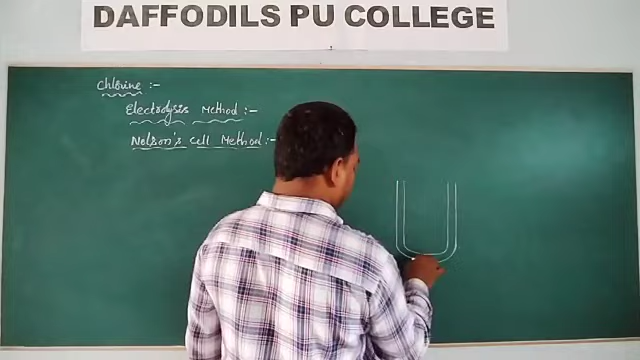 DAFFODILS PU COLLEGE
Chlorine :-
Electrolysis Method :-
Nelson's Cell Method :-